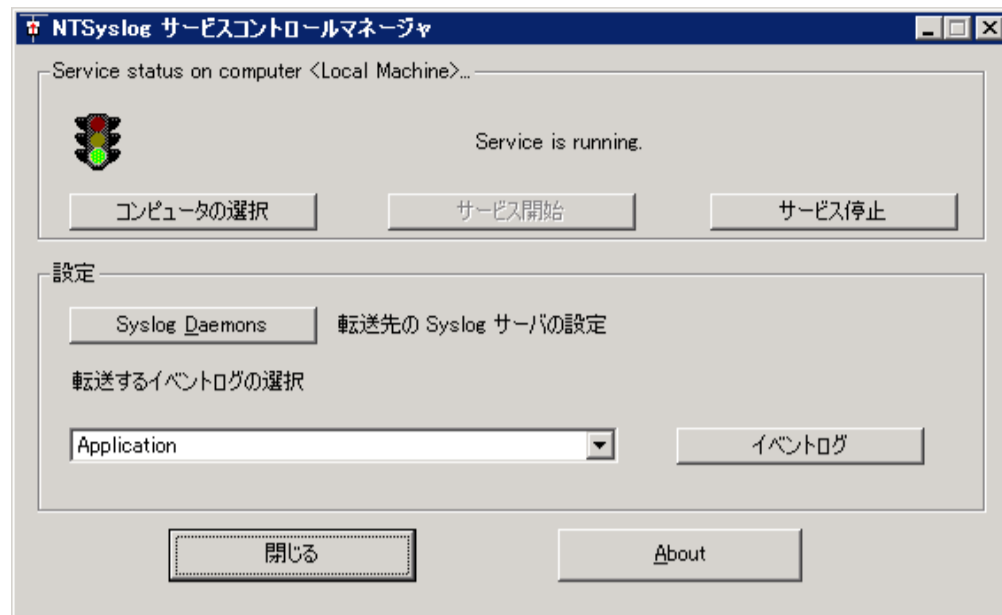 NTSyslog サービスコントロールマネージャ
Service status on computer <Local Machine>...
Service is running.
コンピュータの選択 サービス開始 サービス停止
設定
Syslog Daemons 転送先の Syslog サーバの設定
転送するイベントログの選択
Application イベントログ
閉じる About